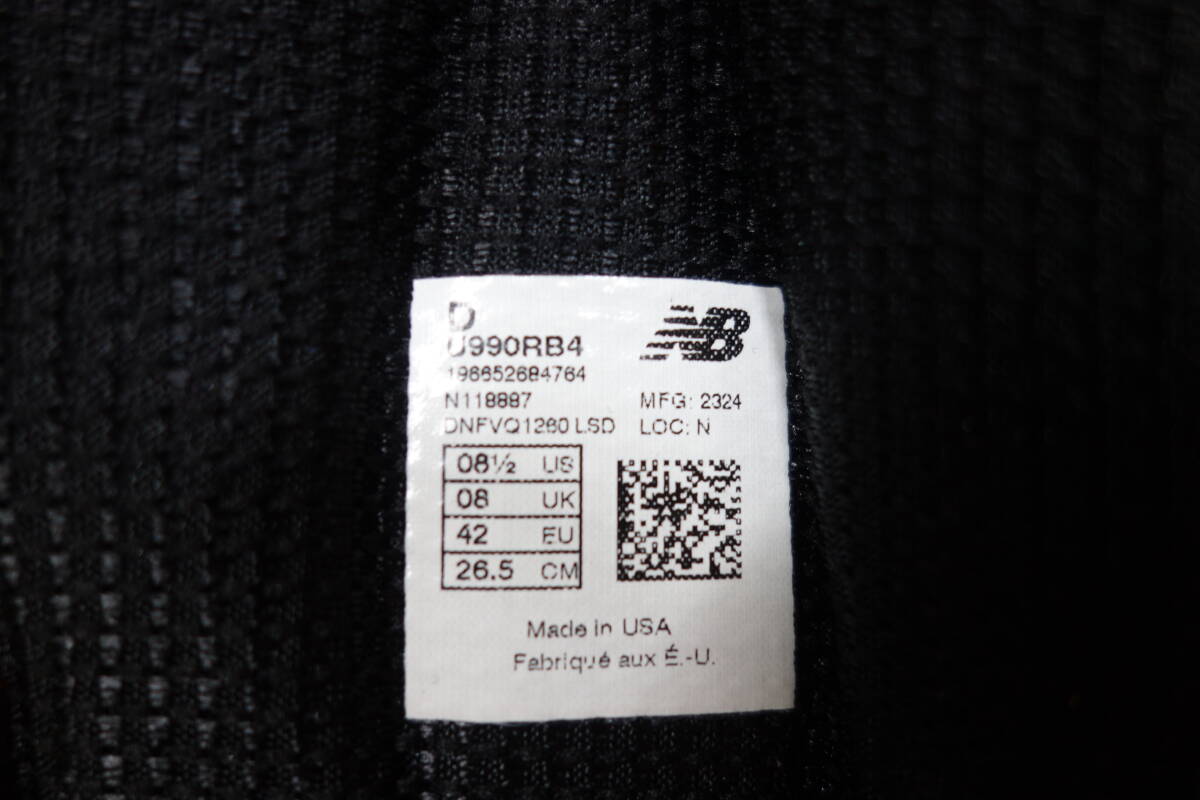 D
U990RB4
NB
196652684764
N118887 MFG: 2324
DNFVQ1260 LSD LOC: N
08½ US
08 UK
42 EU
26.5 CM
Made in USA
Fabriqué aux É.-U.